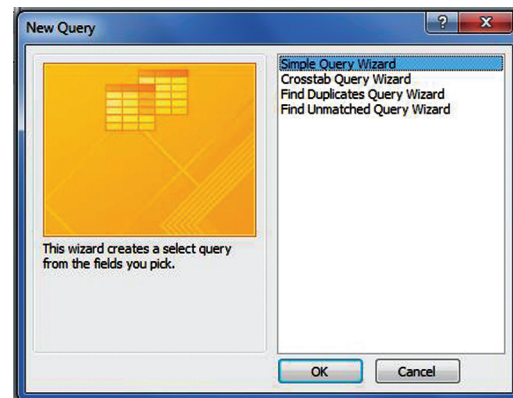 New Query
Simple Query Wizard
Crosstab Query Wizard
Find Duplicates Query Wizard
Find Unmatched Query Wizard
This wizard creates a select query
from the fields you pick.
OK
Cancel